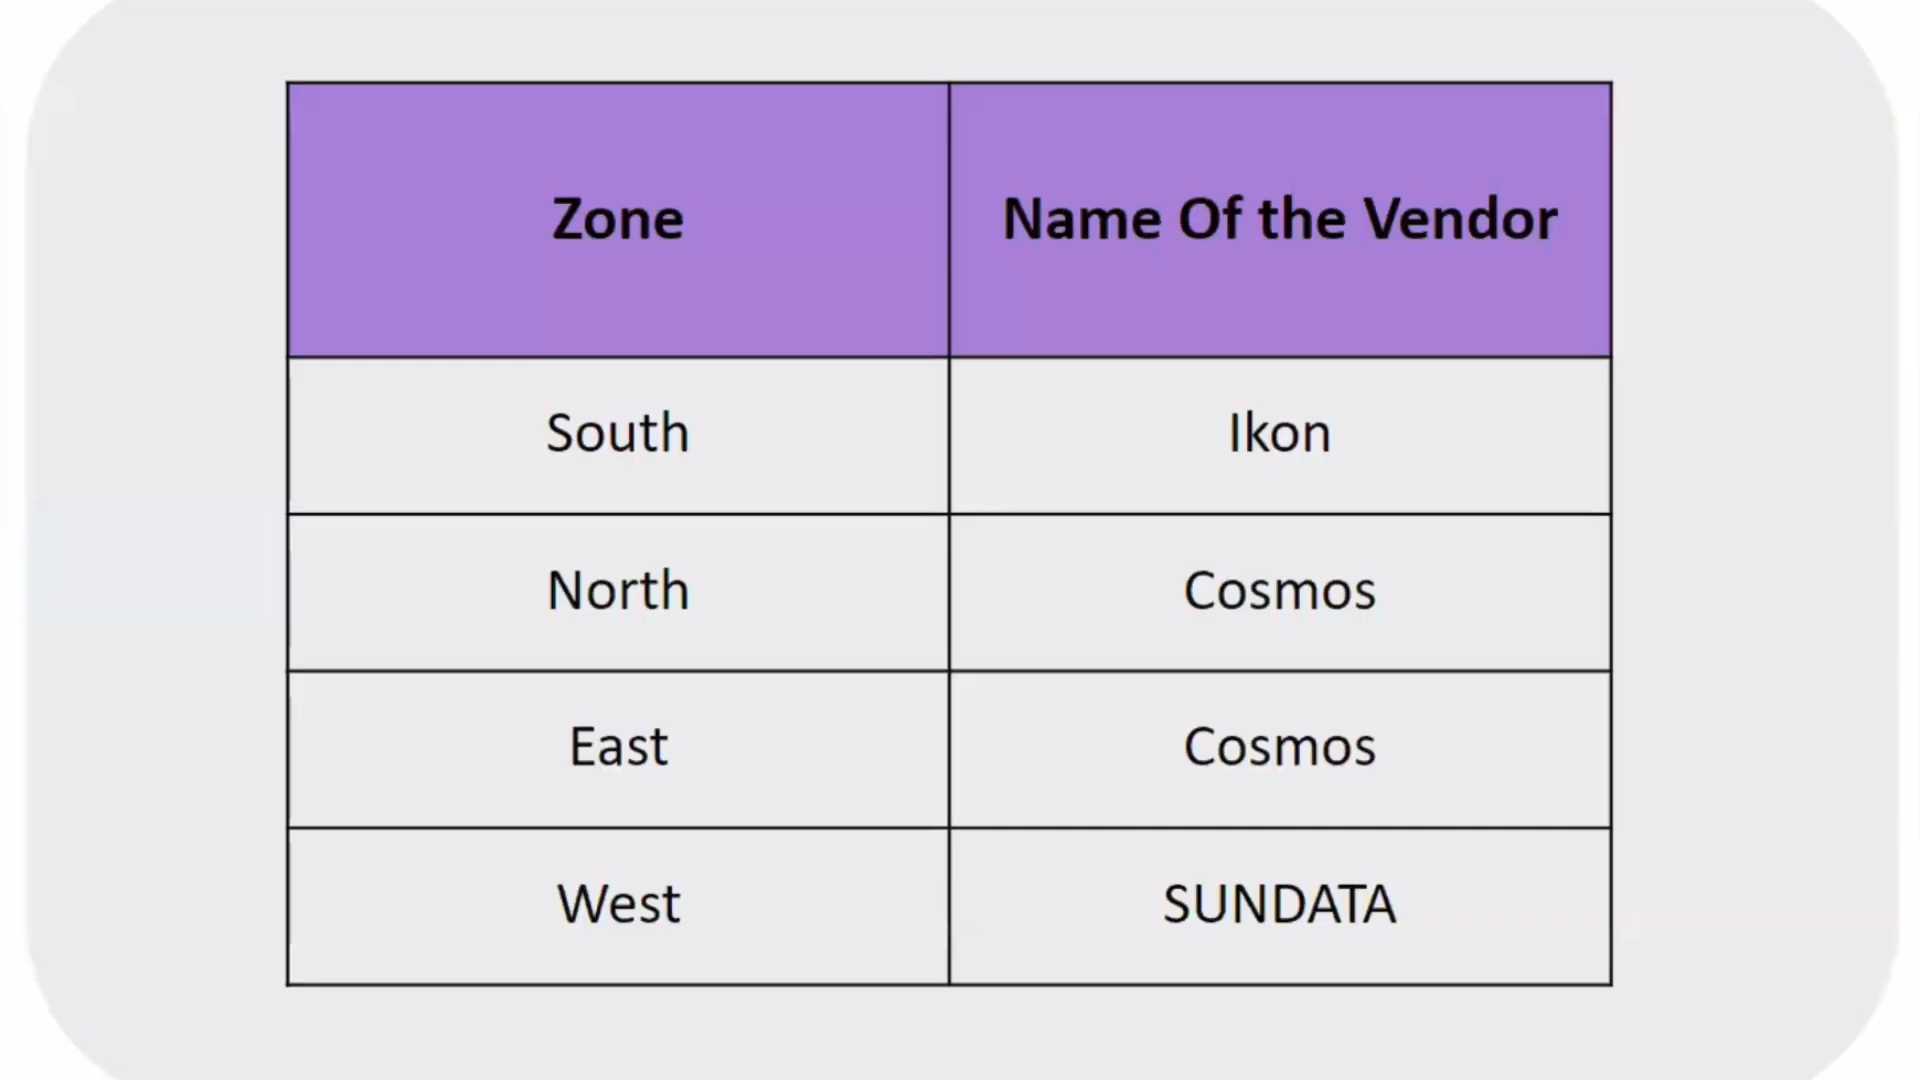 Zone Name Of the Vendor
South Ikon
North Cosmos
East Cosmos
West SUNDATA